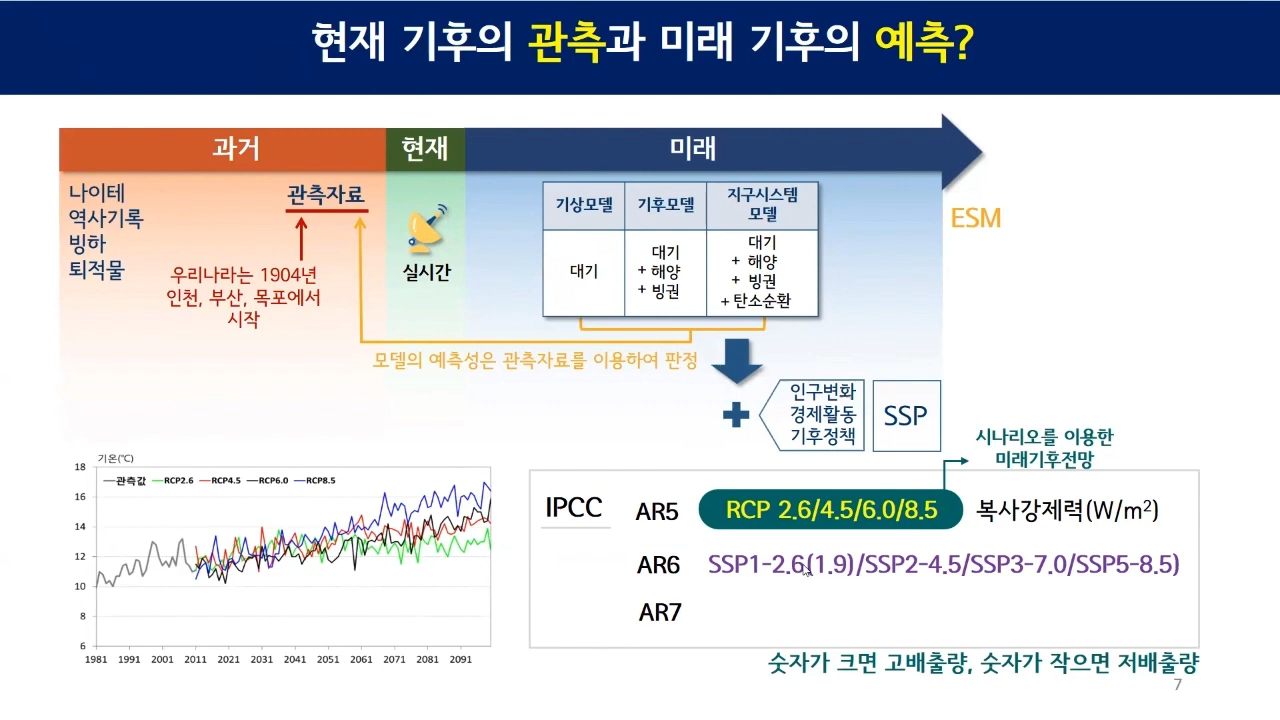 현재 기후의 관측과 미래 기후의 예측?
과거
현재
미래
나이테
역사기록
빙하
퇴적물
관측자료
우리나라는 1904년
인천, 부산, 목포에서
시작
실시간
기상모델
기후모델
지구시스템
모델
대기
대기
+ 해양
+ 빙권
대기
+ 해양
+ 빙권
+ 탄소순환
ESM
모델의 예측성은 관측자료를 이용하여 판정
인구변화
경제활동
기후정책
SSP
시나리오를 이용한
미래기후전망
기온(℃)
관측값 RCP2.6 RCP4.5 RCP6.0 RCP8.5
18
16
14
12
10
8
6
1981 1991 2001 2011 2021 2031 2041 2051 2061 2071 2081 2091
IPCC
AR5 RCP 2.6/4.5/6.0/8.5 복사강제력(W/m²)
AR6 SSP1-2.6(1.9)/SSP2-4.5/SSP3-7.0/SSP5-8.5)
AR7
숫자가 크면 고배출량, 숫자가 작으면 저배출량
7